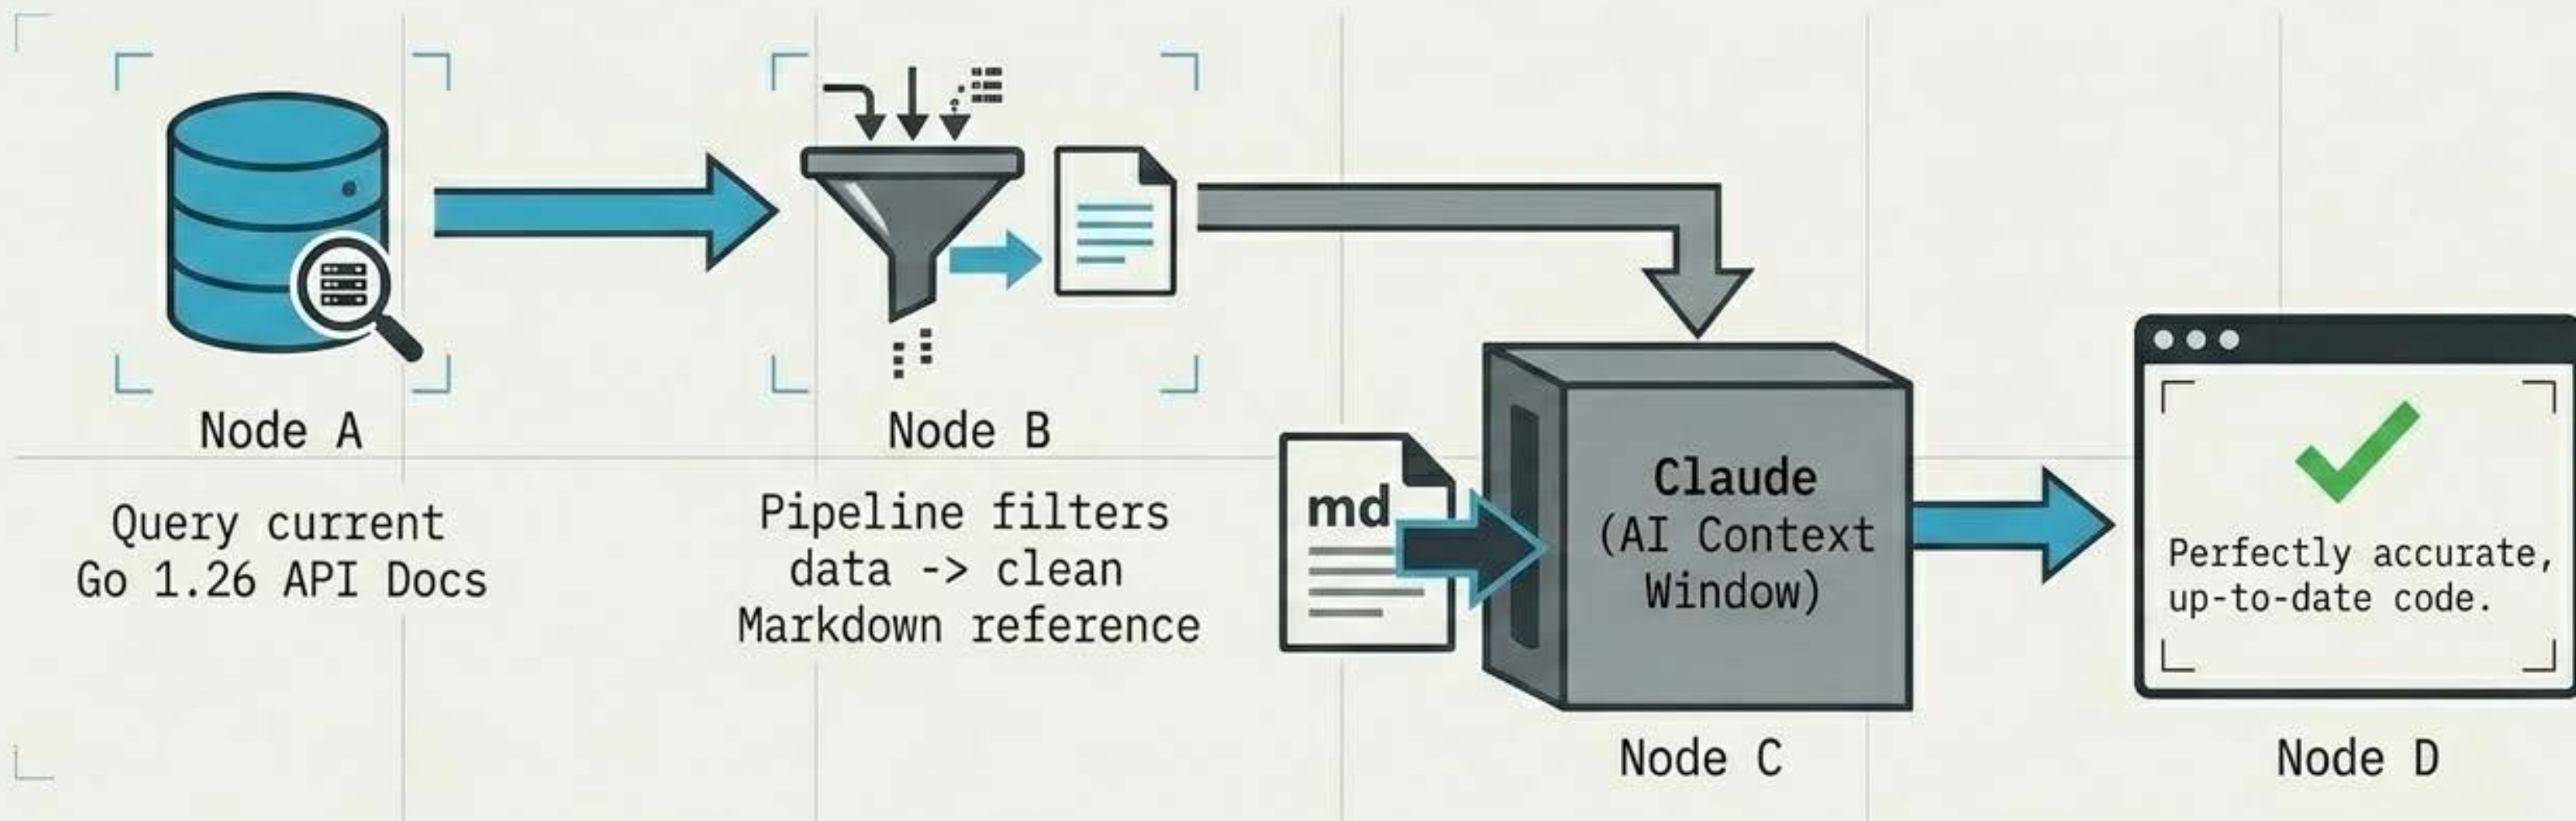 Node A
Query current
Go 1.26 API Docs
Node B
Pipeline filters
data -> clean
Markdown reference
md
Claude
(AI Context
Window)
Node C
Perfectly accurate,
up-to-date code.
Node D